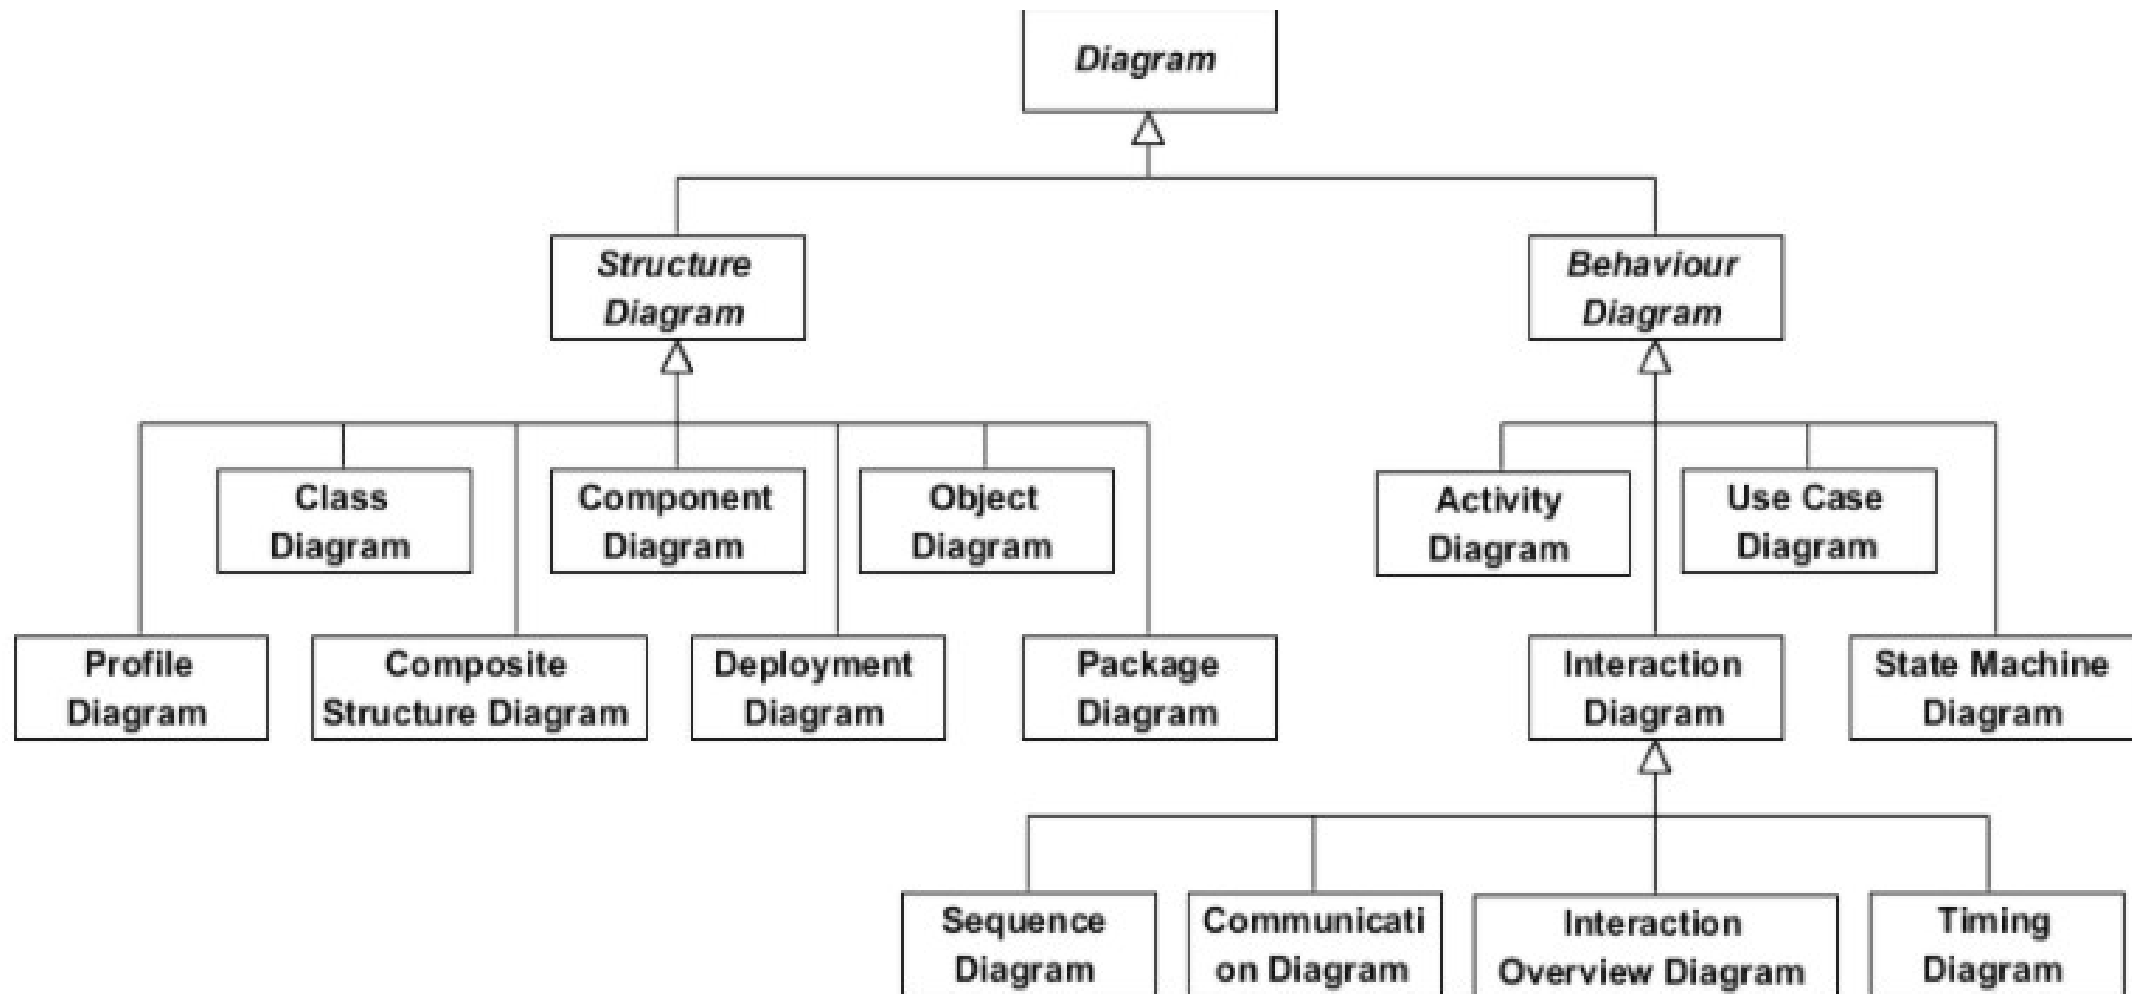 Diagram
Structure
Diagram
Behaviour
Diagram
Class
Diagram
Component
Diagram
Object
Diagram
Activity
Diagram
Use Case
Diagram
Profile
Diagram
Composite
Structure Diagram
Deployment
Diagram
Package
Diagram
Interaction
Diagram
State Machine
Diagram
Sequence
Diagram
Communicati
on Diagram
Interaction
Overview Diagram
Timing
Diagram